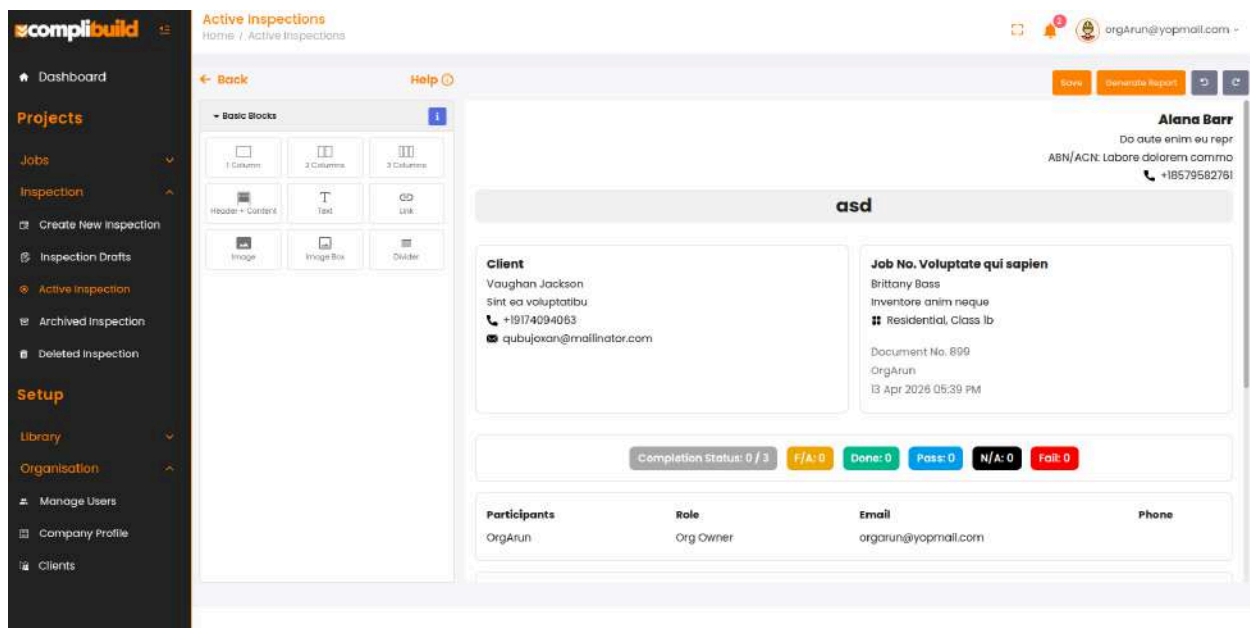 complibuild
Active Inspections
Home / Active Inspections
2
orgArun@yopmail.com
Dashboard
Projects
Jobs
Inspection
Create New Inspection
Inspection Drafts
Active Inspection
Archived Inspection
Deleted Inspection
Setup
Library
Organisation
Manage Users
Company Profile
Clients
← Back
Help
Basic Blocks
i
1 Column
2 Columns
3 Columns
Header + Content
Text
Link
Image
Image Box
Divider
Save
Generate Report
Alana Barr
Do aute enim eu repr
ABN/ACN: Labore dolorem commo
+18579582761
asd
Client
Vaughan Jackson
Sint ea voluptatibu
+19174094063
qubujoxan@mailinator.com
Job No. Voluptate qui sapien
Brittany Bass
Inventore anim neque
Residential, Class 1b
Document No. 899
OrgArun
13 Apr 2026 05:39 PM
Completion Status: 0 / 3 F/A: 0 Done: 0 Pass: 0 N/A: 0 Fail: 0
Participants Role Email Phone
OrgArun Org Owner orgarun@yopmail.com